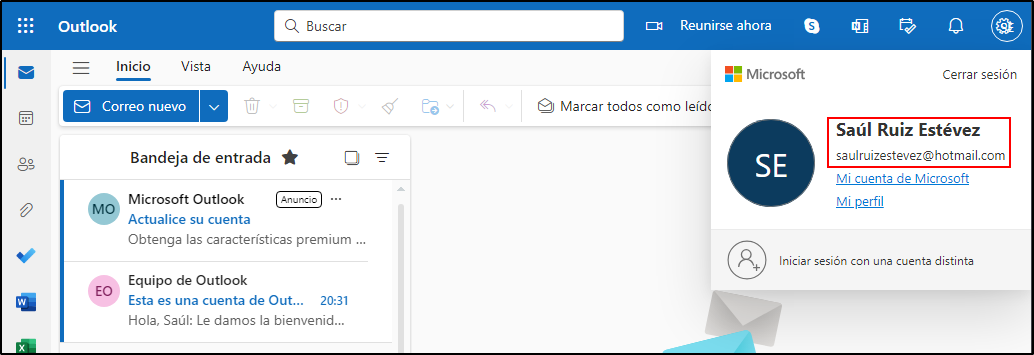 Outlook
Buscar
Reunirse ahora
Inicio Vista Ayuda
Microsoft
Cerrar sesión
Correo nuevo
Marcar todos como leído
SE
Saúl Ruiz Estévez
saulruizestevez@hotmail.com
Mi cuenta de Microsoft
Mi perfil
Iniciar sesión con una cuenta distinta
Bandeja de entrada
MO
Microsoft Outlook
Anuncio
Actualice su cuenta
Obtenga las características premium ...
EO
Equipo de Outlook
Esta es una cuenta de Out... 20:31
Hola, Saúl: Le damos la bienvenid...